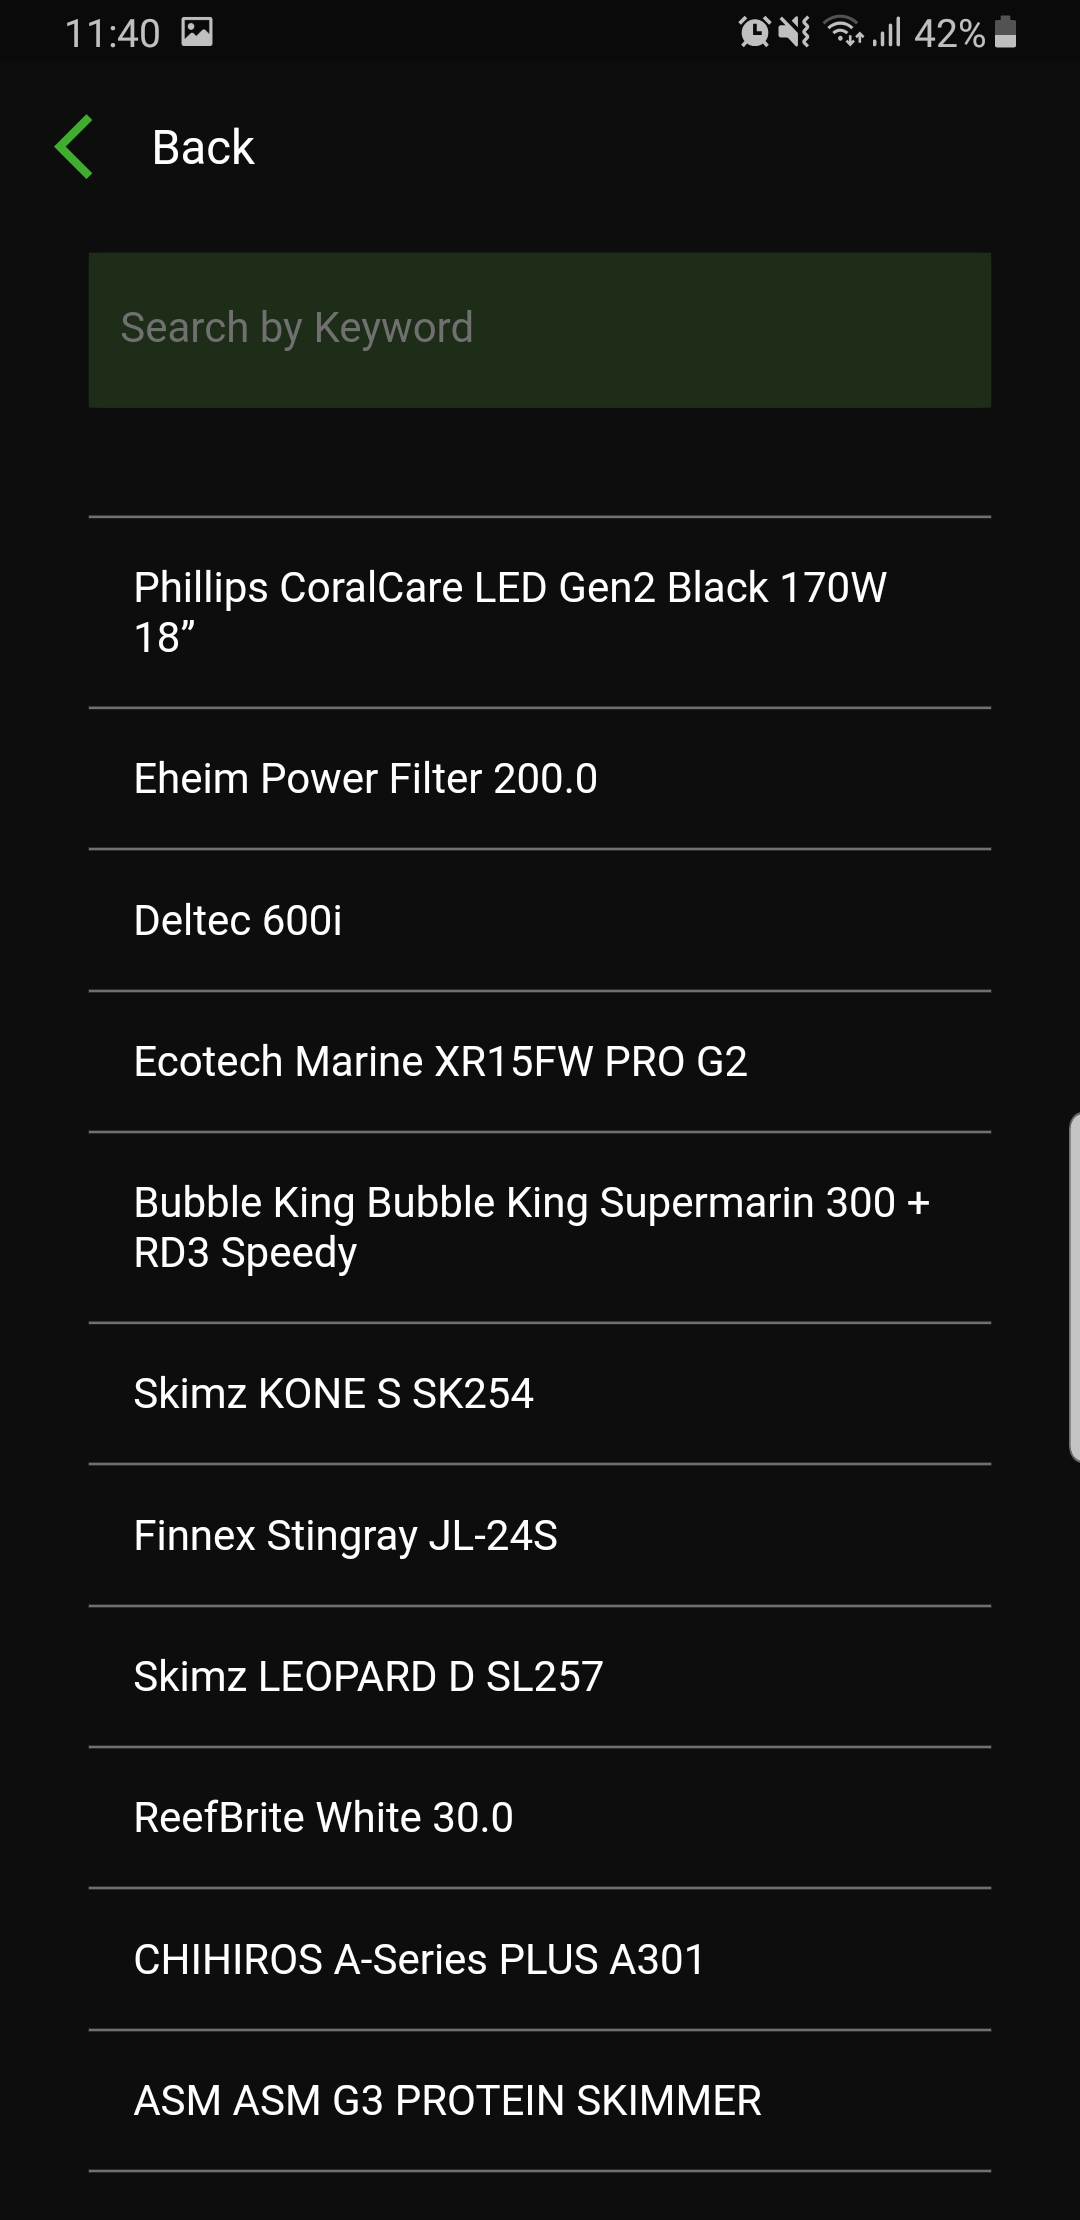 11:40
42%
Back
Search by Keyword
Phillips CoralCare LED Gen2 Black 170W
18”
Eheim Power Filter 200.0
Deltec 600i
Ecotech Marine XR15FW PRO G2
Bubble King Bubble King Supermarin 300 +
RD3 Speedy
Skimz KONE S SK254
Finnex Stingray JL-24S
Skimz LEOPARD D SL257
ReefBrite White 30.0
CHIHIROS A-Series PLUS A301
ASM ASM G3 PROTEIN SKIMMER